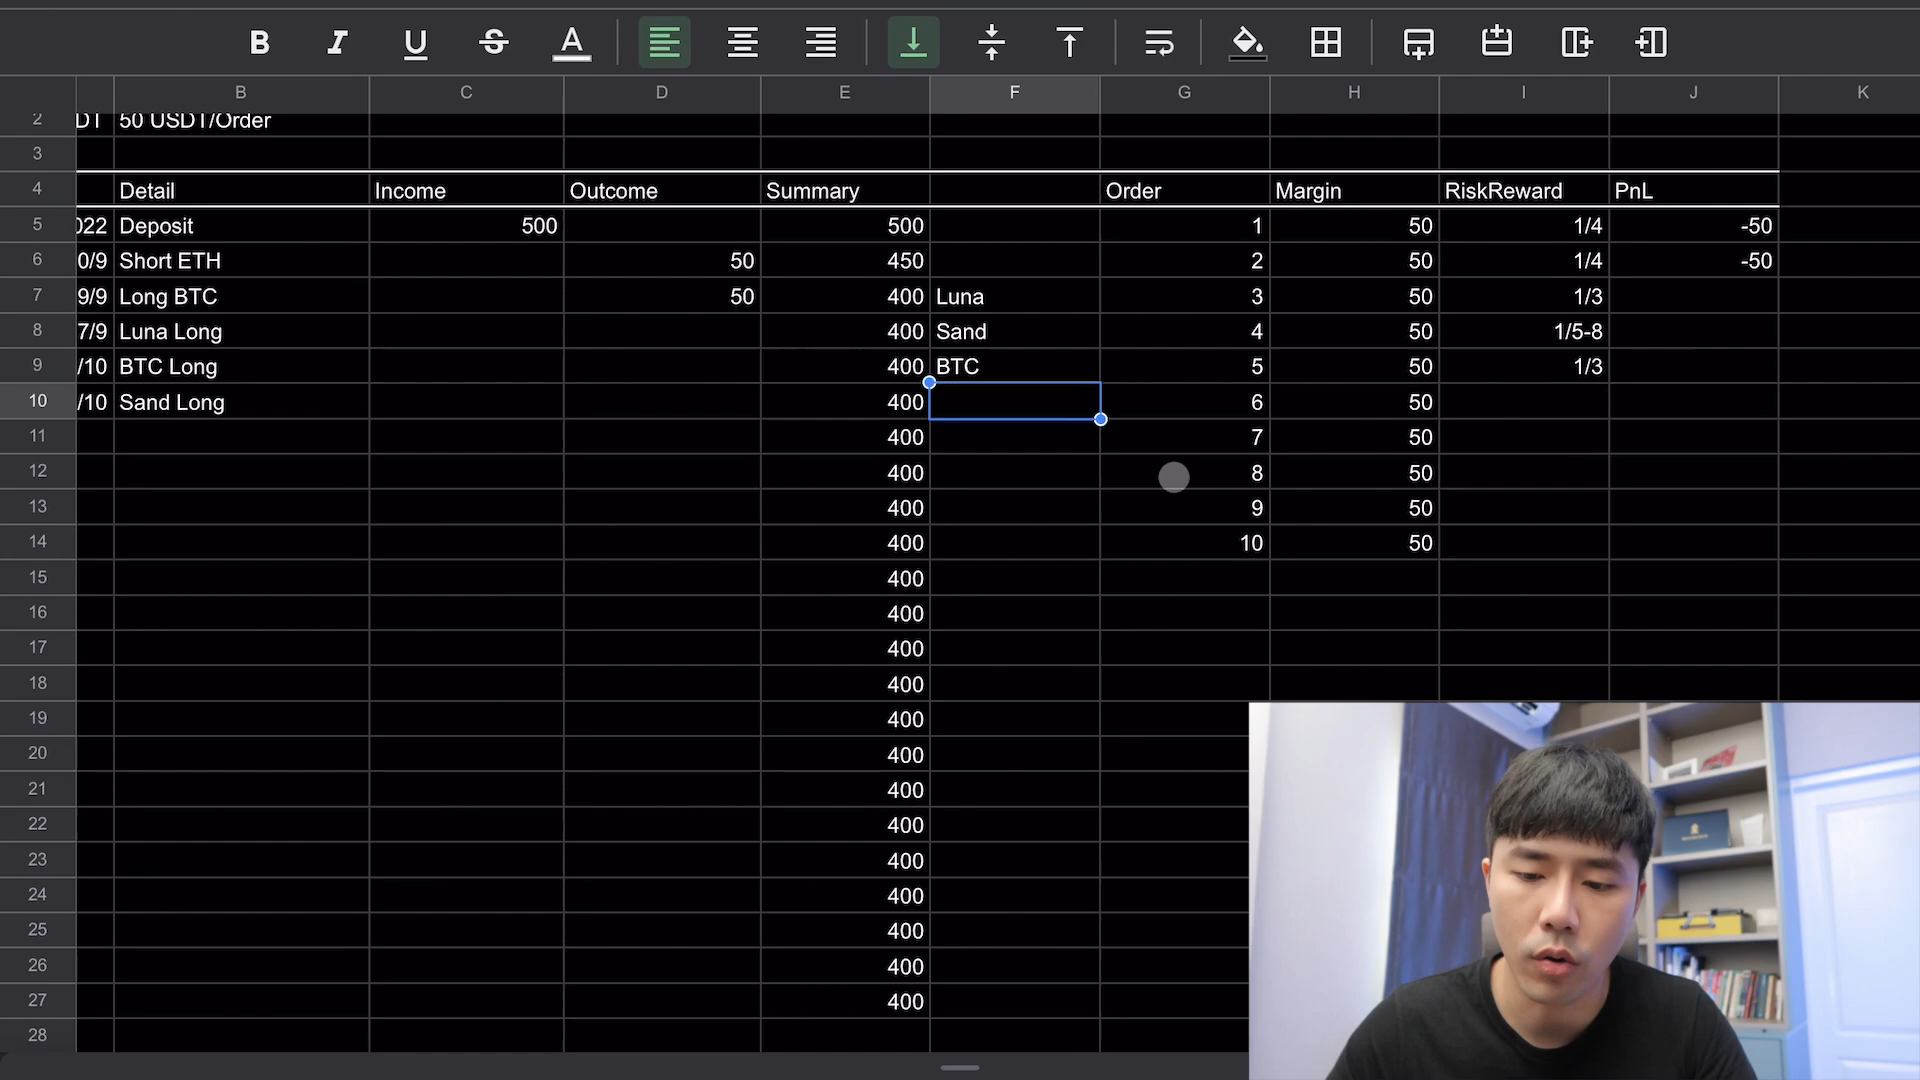 B I U S A
B C D E F G H I J K
2 DT 50 USDT/Order
3
4 Detail Income Outcome Summary Order Margin RiskReward PnL
5 022 Deposit 500 500 1 50 1/4 -50
6 0/9 Short ETH 50 450 2 50 1/4 -50
7 9/9 Long BTC 50 400 Luna 3 50 1/3
8 7/9 Luna Long 400 Sand 4 50 1/5-8
9 /10 BTC Long 400 BTC 5 50 1/3
10 /10 Sand Long 400 6 50
11 400 7 50
12 400 8 50
13 400 9 50
14 400 10 50
15 400
16 400
17 400
18 400
19 400
20 400
21 400
22 400
23 400
24 400
25 400
26 400
27 400
28